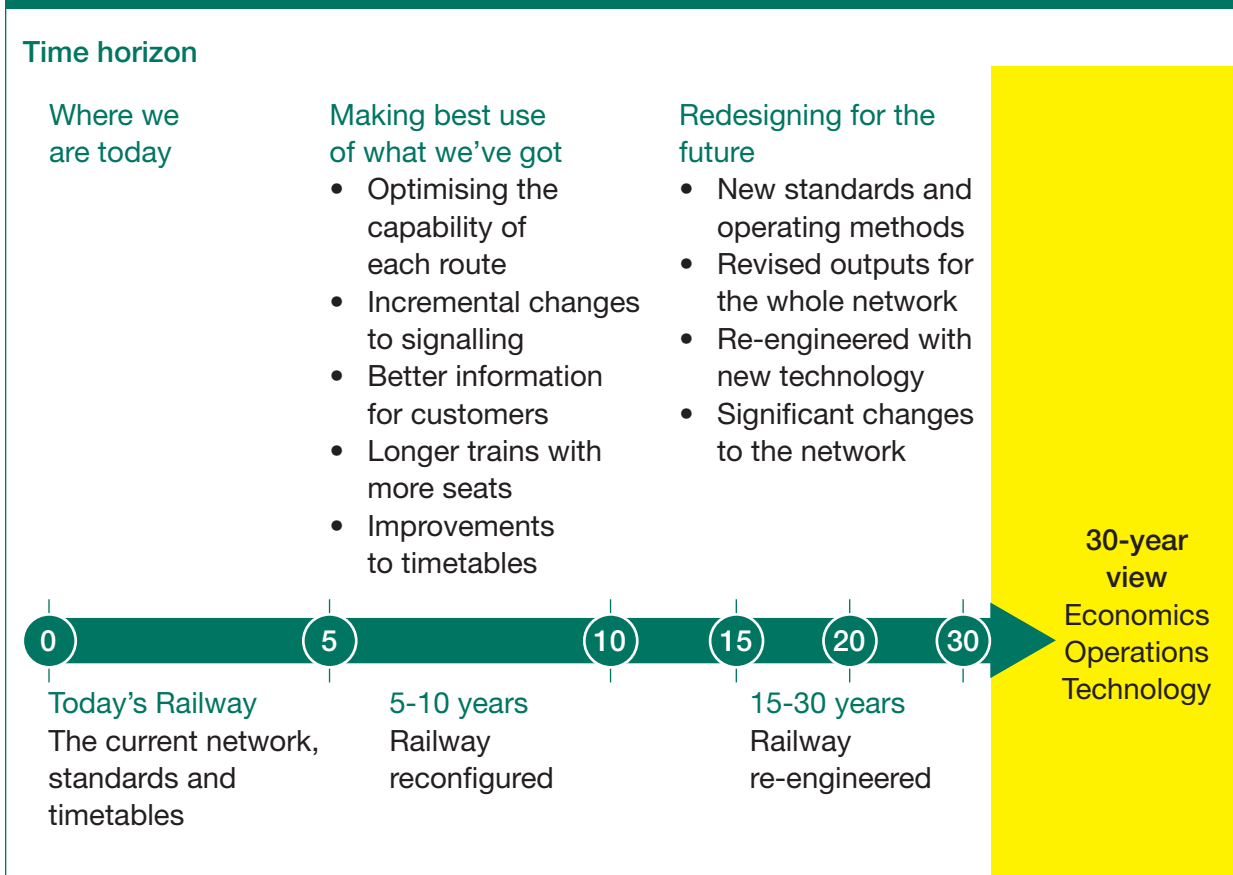 Time horizon
Where we
are today
Making best use
of what we've got
• Optimising the
capability of
each route
• Incremental changes
to signalling
• Better information
for customers
• Longer trains with
more seats
• Improvements
to timetables
Redesigning for the
future
• New standards and
operating methods
• Revised outputs for
the whole network
• Re-engineered with
new technology
• Significant changes
to the network
0 5 10 15 20 30
Today's Railway
The current network,
standards and
timetables
5-10 years
Railway
reconfigured
15-30 years
Railway
re-engineered
30-year
view
Economics
Operations
Technology